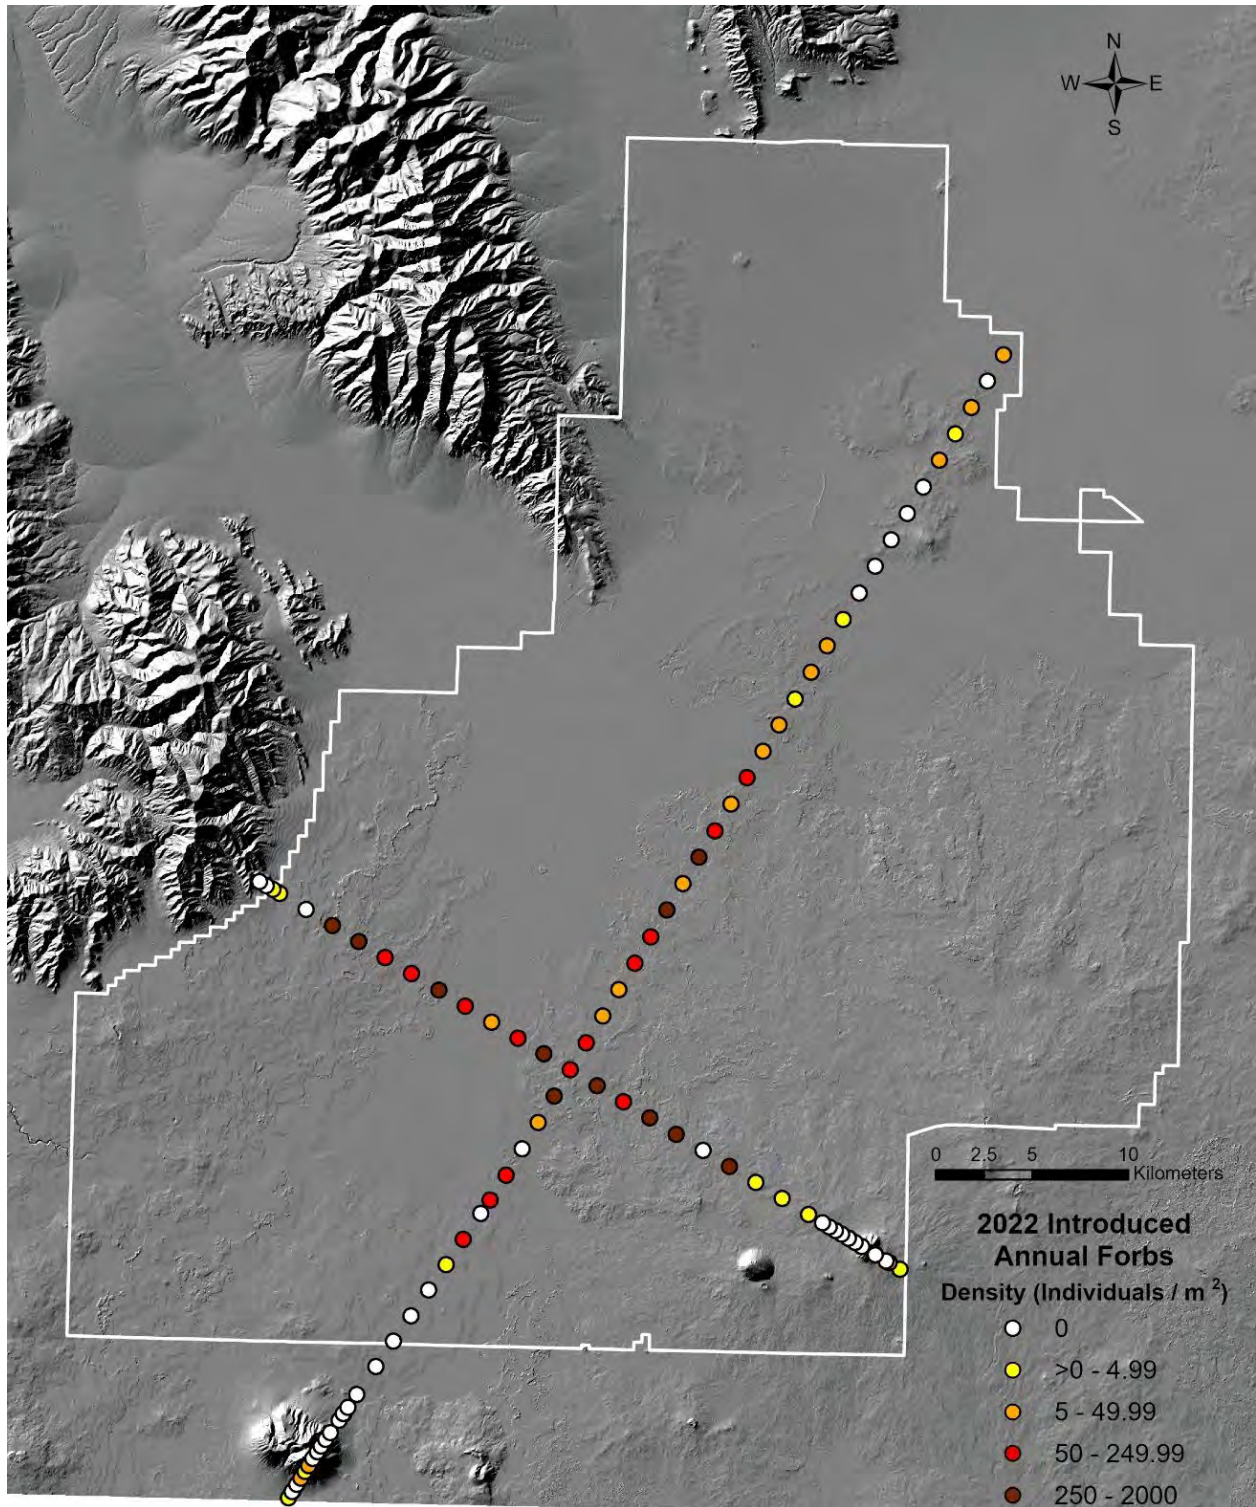 N
W E
S
0 2.5 5 10
Kilometers
2022 Introduced
Annual Forbs
Density (Individuals / m²)
0
>0 - 4.99
5 - 49.99
50 - 249.99
250 - 2000